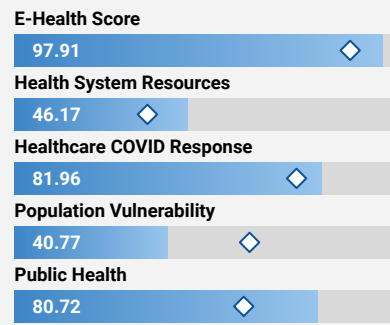 E-Health Score
97.91
Health System Resources
46.17
Healthcare COVID Response
81.96
Population Vulnerability
40.77
Public Health
80.72